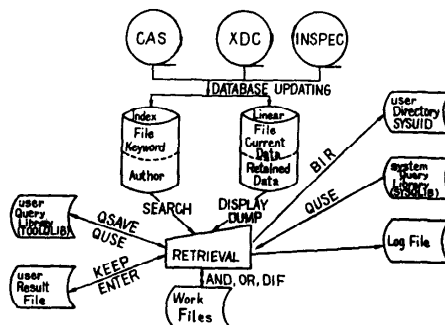 CAS
XDC
INSPEC
DATABASE UPDATING
Index
File
Keyword
Author
Linear
File
Current
Data
Retained
Data
user
Directory
SYSUID
BIR
system
Query
Library
(SYSQLIB)
QUSE
SEARCH
DISPLAY
DUMP
user
Query
Library
(TOOLQLIB)
QSAVE
QUSE
RETRIEVAL
Log File
KEEP
ENTER
user
Result
File
AND, OR, DIF
Work
Files